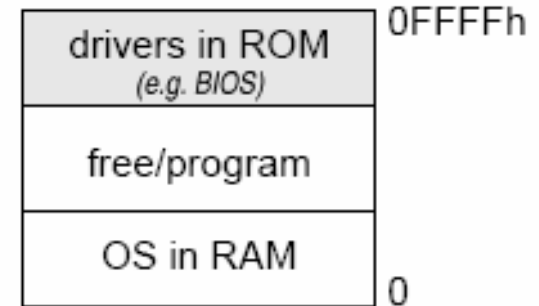 0FFFFh
drivers in ROM
(e.g. BIOS)
free/program
OS in RAM
0